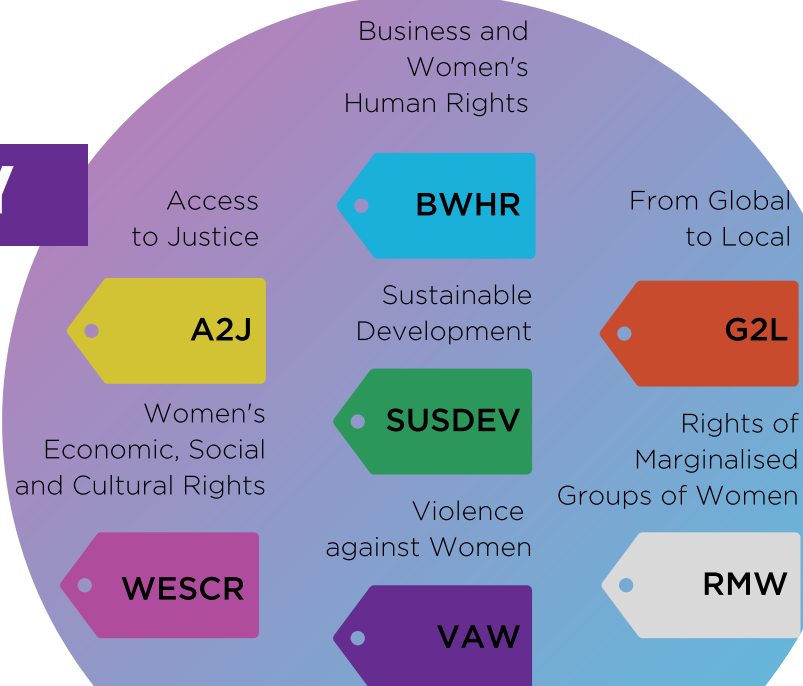 Business and
Women's
Human Rights
BWHR
Y
Access
to Justice
A2J
From Global
to Local
G2L
Sustainable
Development
SUSDEV
Women's
Economic, Social
and Cultural Rights
WESCR
Rights of
Marginalised
Groups of Women
RMW
Violence
against Women
VAW